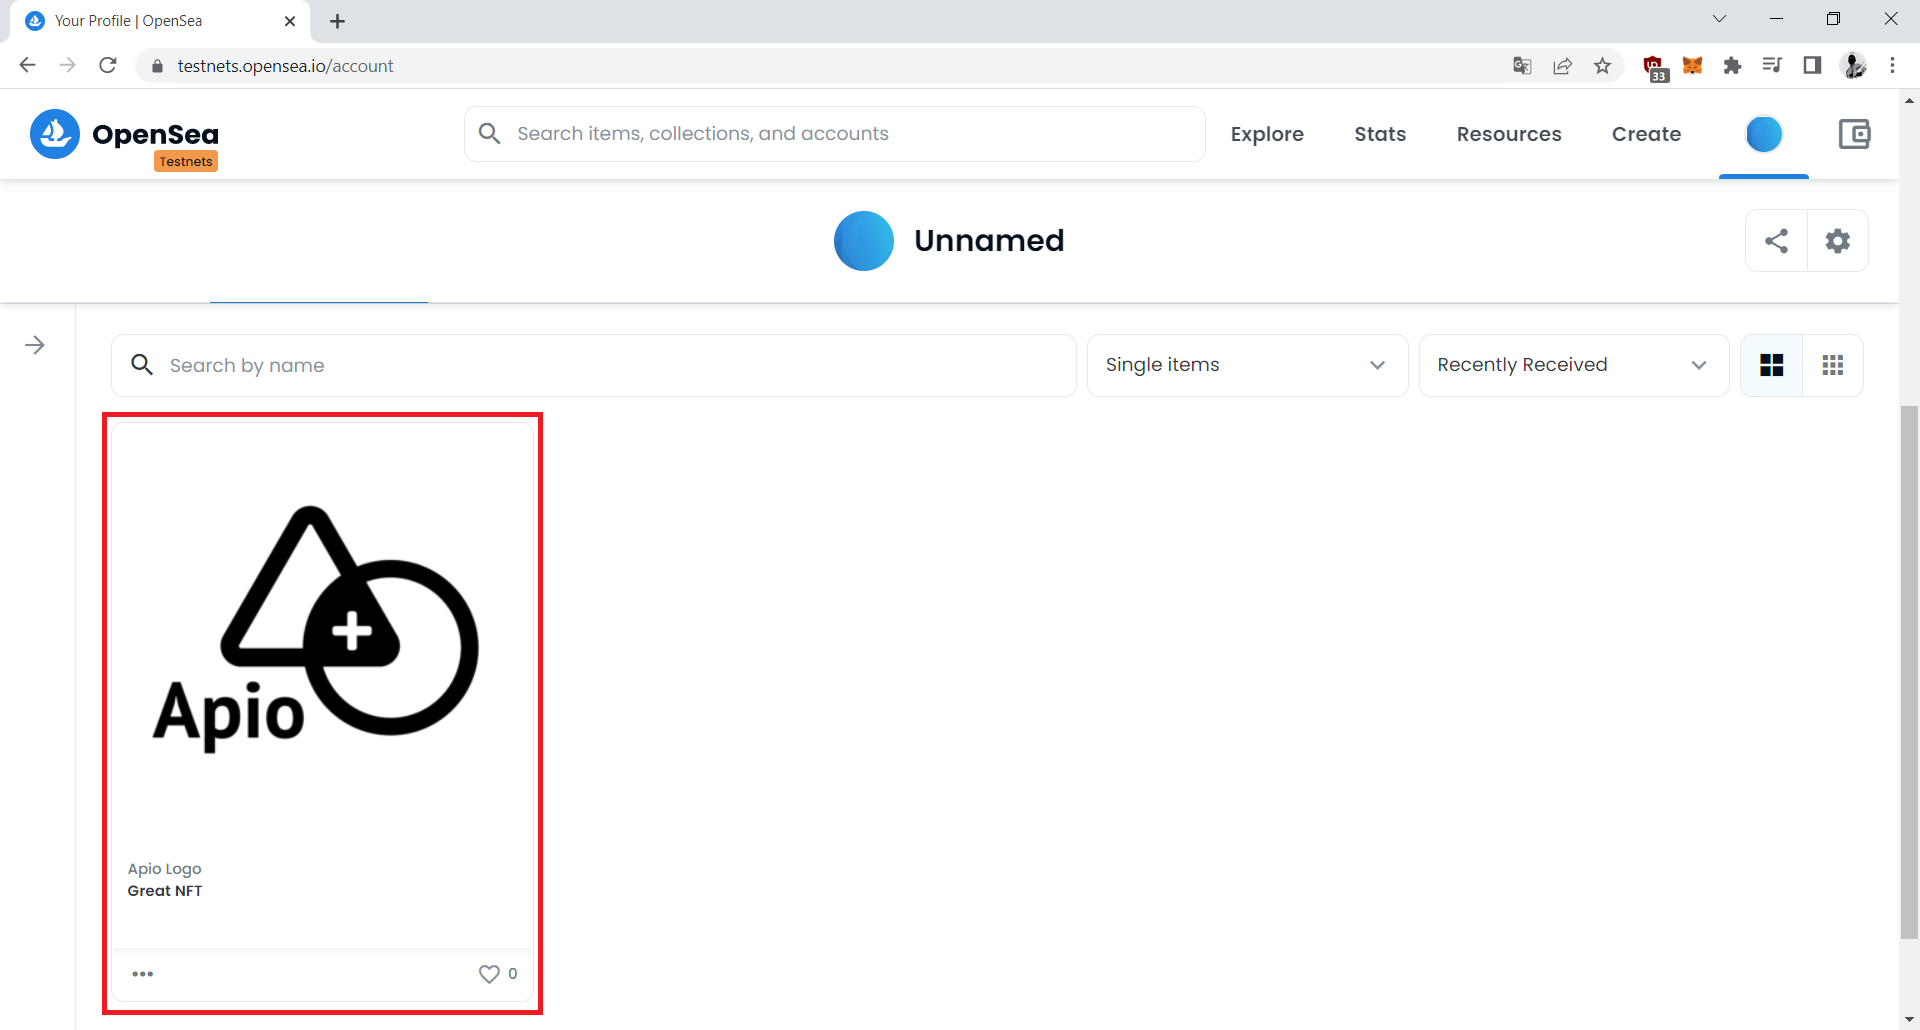 Your Profile | OpenSea
testnets.opensea.io/account
33
OpenSea
Testnets
Search items, collections, and accounts
Explore
Stats
Resources
Create
Unnamed
Search by name
Single items
Recently Received
Apio
Apio Logo
Great NFT
0